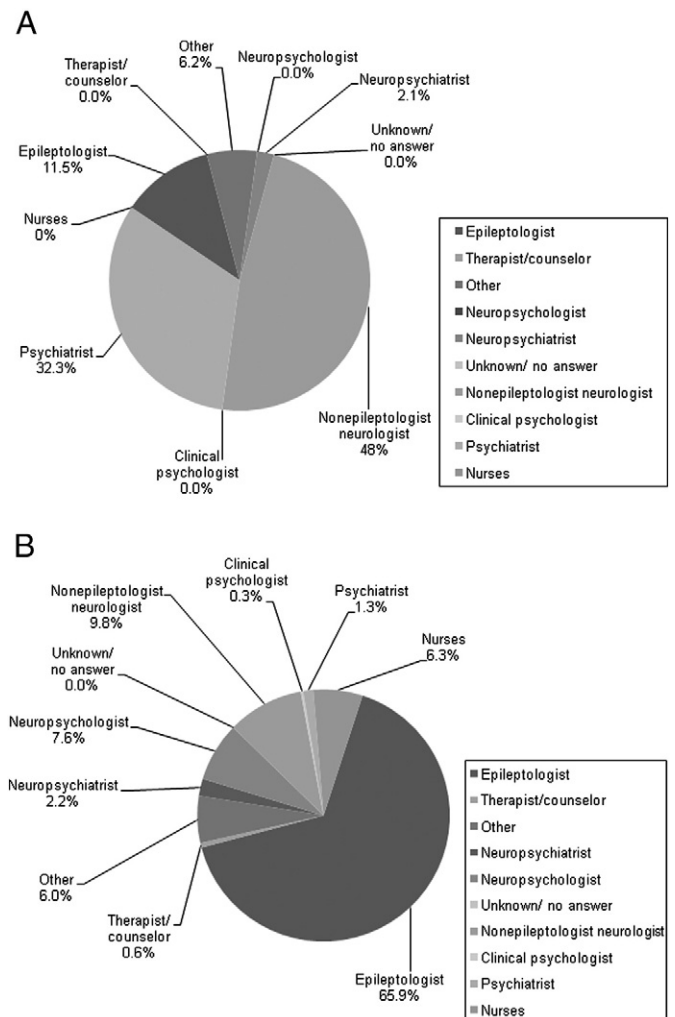 A
Other
6.2%
Neuropsychologist
0.0%
Therapist/
counselor
0.0%
Neuropsychiatrist
2.1%
Unknown/
no answer
0.0%
Epileptologist
11.5%
Nurses
0%
Psychiatrist
32.3%
Clinical
psychologist
0.0%
Nonepileptologist
neurologist
48%
Epileptologist
Therapist/counselor
Other
Neuropsychologist
Neuropsychiatrist
Unknown/ no answer
Nonepileptologist neurologist
Clinical psychologist
Psychiatrist
Nurses
B
Clinical
psychologist
0.3%
Psychiatrist
1.3%
Nonepileptologist
neurologist
9.8%
Nurses
6.3%
Unknown/
no answer
0.0%
Neuropsychologist
7.6%
Neuropsychiatrist
2.2%
Other
6.0%
Therapist/
counselor
0.6%
Epileptologist
65.9%
Epileptologist
Therapist/counselor
Other
Neuropsychiatrist
Neuropsychologist
Unknown/ no answer
Nonepileptologist neurologist
Clinical psychologist
Psychiatrist
Nurses